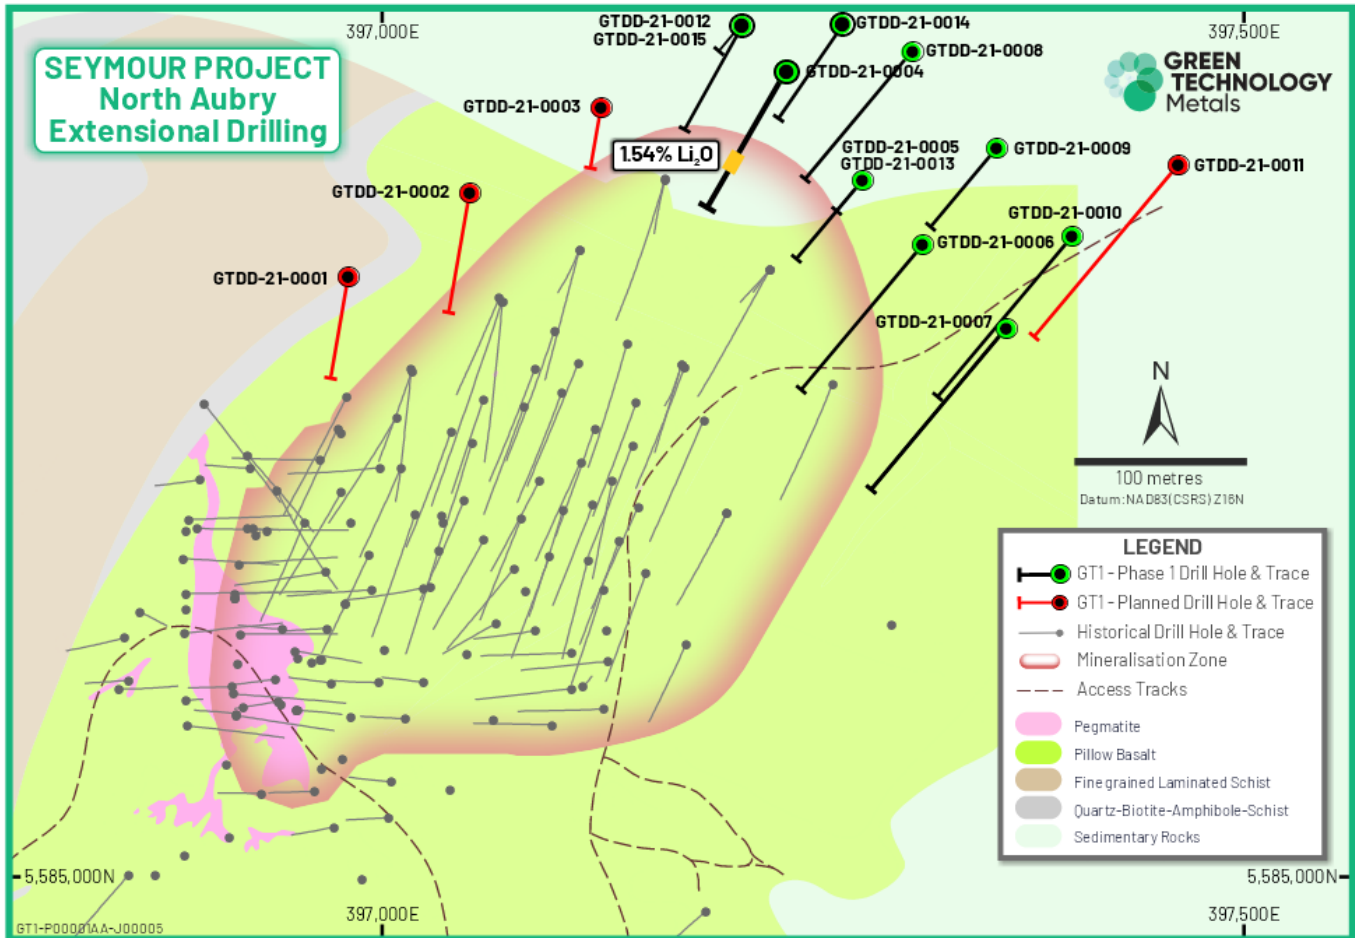 397,000E
397,500E
SEYMOUR PROJECT
North Aubry
Extensional Drilling
GREEN
TECHNOLOGY
Metals
GTDD-21-0012
GTDD-21-0015
GTDD-21-0014
GTDD-21-0008
GTDD-21-0004
GTDD-21-0003
1.54% Li₂O
GTDD-21-0005
GTDD-21-0013
GTDD-21-0009
GTDD-21-0011
GTDD-21-0002
GTDD-21-0010
GTDD-21-0006
GTDD-21-0001
GTDD-21-0007
N
100 metres
Datum: NAD83(CSRS) Z16N
LEGEND
GT1 - Phase 1 Drill Hole & Trace
GT1 - Planned Drill Hole & Trace
Historical Drill Hole & Trace
Mineralisation Zone
Access Tracks
Pegmatite
Pillow Basalt
Fine grained Laminated Schist
Quartz-Biotite-Amphibole-Schist
Sedimentary Rocks
5,585,000N
5,585,000N
397,000E
397,500E
GT1-P00001AA-J00005